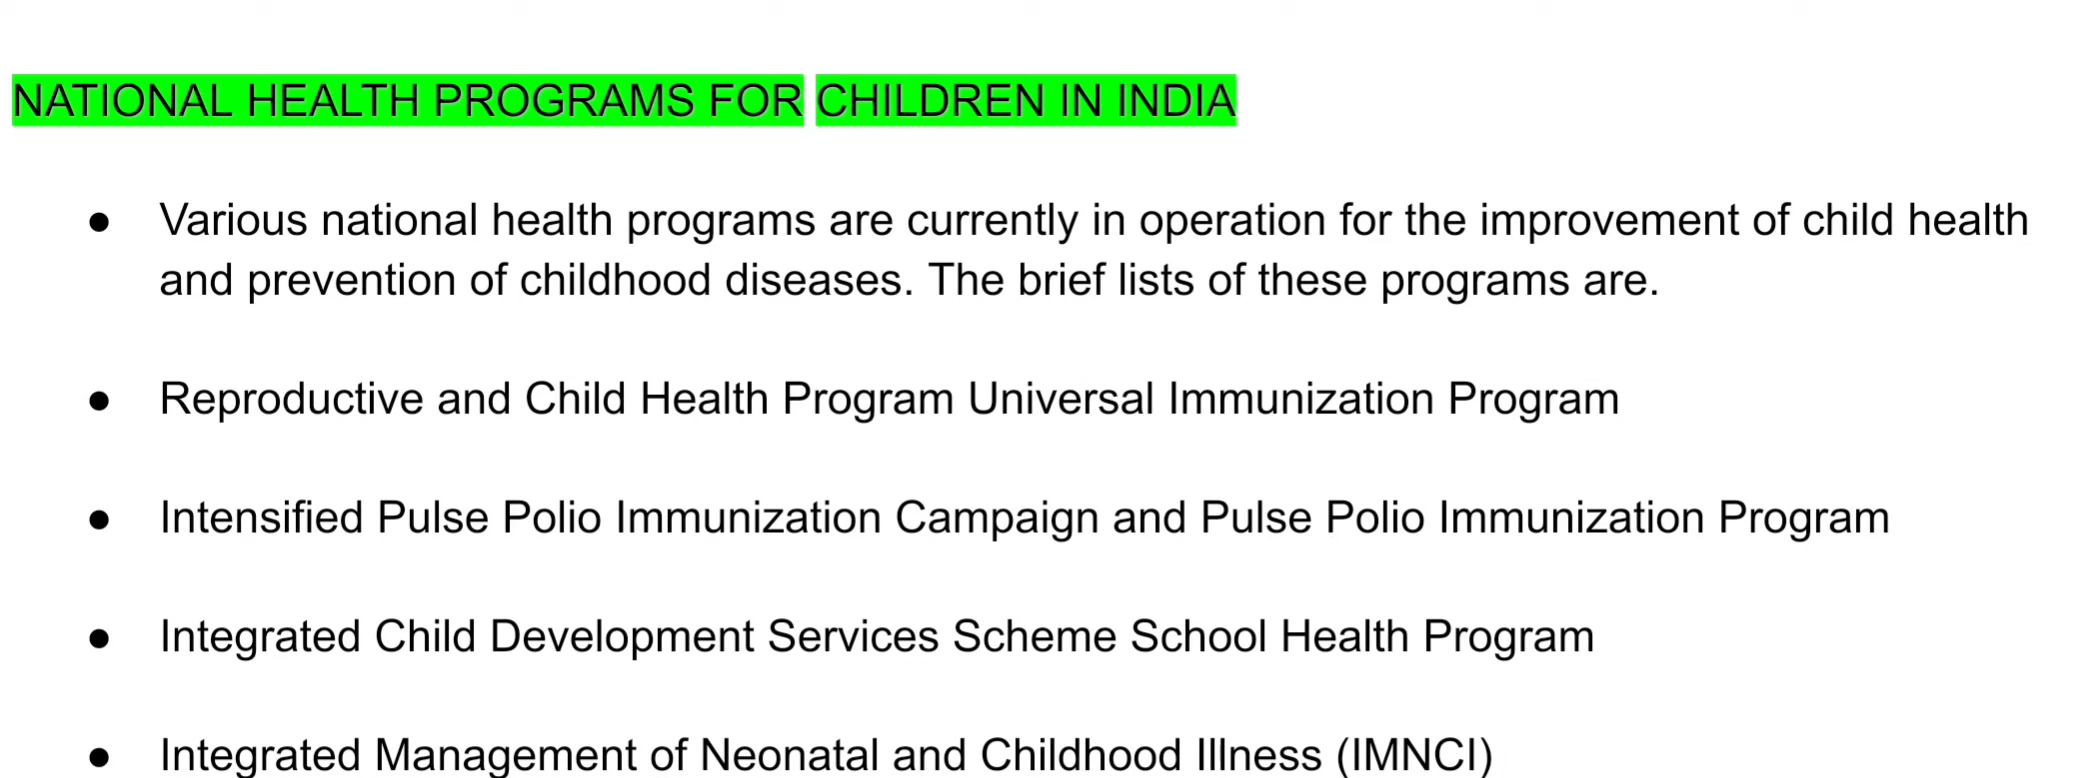 NATIONAL HEALTH PROGRAMS FOR CHILDREN IN INDIA
● Various national health programs are currently in operation for the improvement of child health
and prevention of childhood diseases. The brief lists of these programs are.
● Reproductive and Child Health Program Universal Immunization Program
● Intensified Pulse Polio Immunization Campaign and Pulse Polio Immunization Program
● Integrated Child Development Services Scheme School Health Program
● Integrated Management of Neonatal and Childhood Illness (IMNCI)